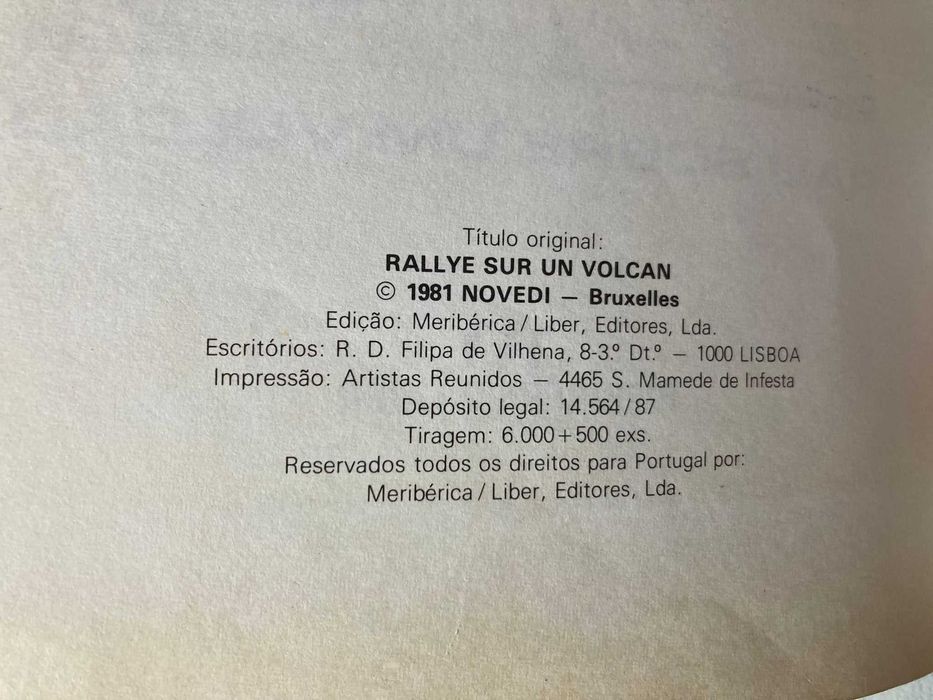 Título original:
RALLYE SUR UN VOLCAN
© 1981 NOVEDI — Bruxelles
Edição: Meribérica / Liber, Editores, Lda.
Escritórios: R. D. Filipa de Vilhena, 8-3.º Dt.º — 1000 LISBOA
Impressão: Artistas Reunidos — 4465 S. Mamede de Infesta
Depósito legal: 14.564/87
Tiragem: 6.000 + 500 exs.
Reservados todos os direitos para Portugal por:
Meribérica / Liber, Editores, Lda.